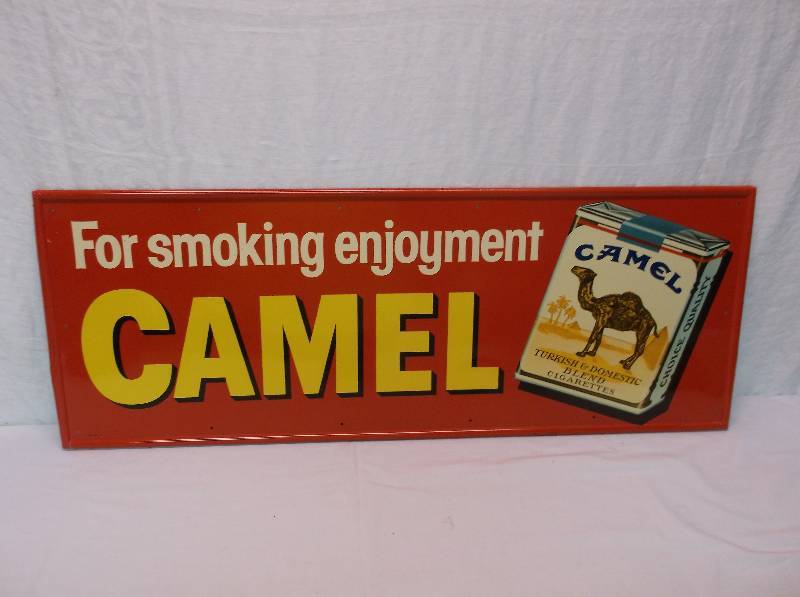 For smoking enjoyment
CAMEL
CAMEL
TURKISH & DOMESTIC
BLEND
CIGARETTES
CHOICE QUALITY